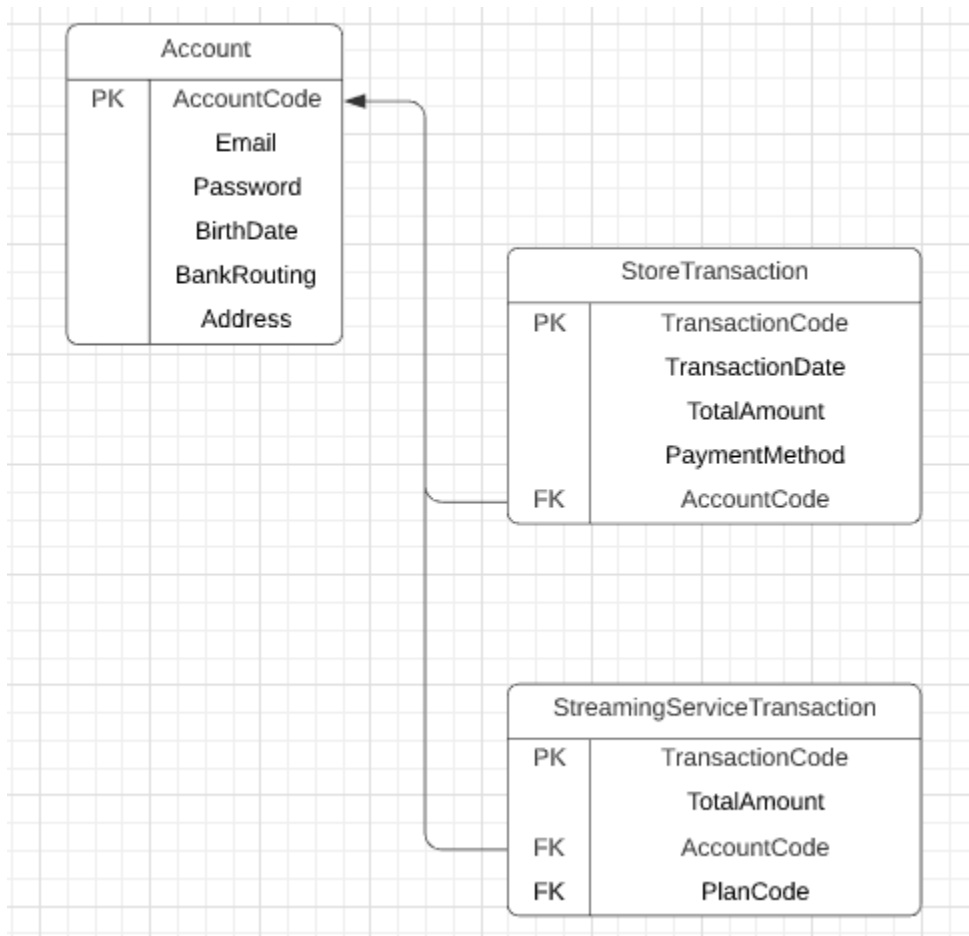 Account
PK AccountCode
Email
Password
BirthDate
BankRouting
Address
StoreTransaction
PK TransactionCode
TransactionDate
TotalAmount
PaymentMethod
FK AccountCode
StreamingServiceTransaction
PK TransactionCode
TotalAmount
FK AccountCode
FK PlanCode